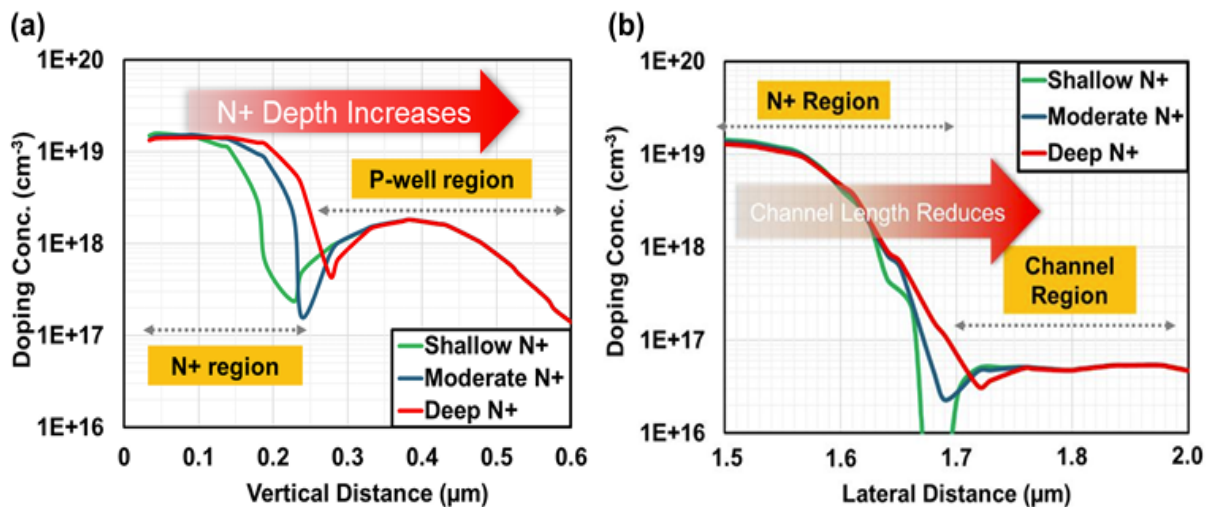 (a)
1E+20
1E+19
1E+18
1E+17
1E+16
Doping Conc. (cm-3)
N+ Depth Increases
P-well region
N+ region
Shallow N+
Moderate N+
Deep N+
0
0.1
0.2
0.3
0.4
0.5
0.6
Vertical Distance (µm)
(b)
1E+20
1E+19
1E+18
1E+17
1E+16
Doping Conc. (cm-3)
N+ Region
Shallow N+
Moderate N+
Deep N+
Channel Length Reduces
Channel
Region
1.5
1.6
1.7
1.8
1.9
2.0
Lateral Distance (µm)